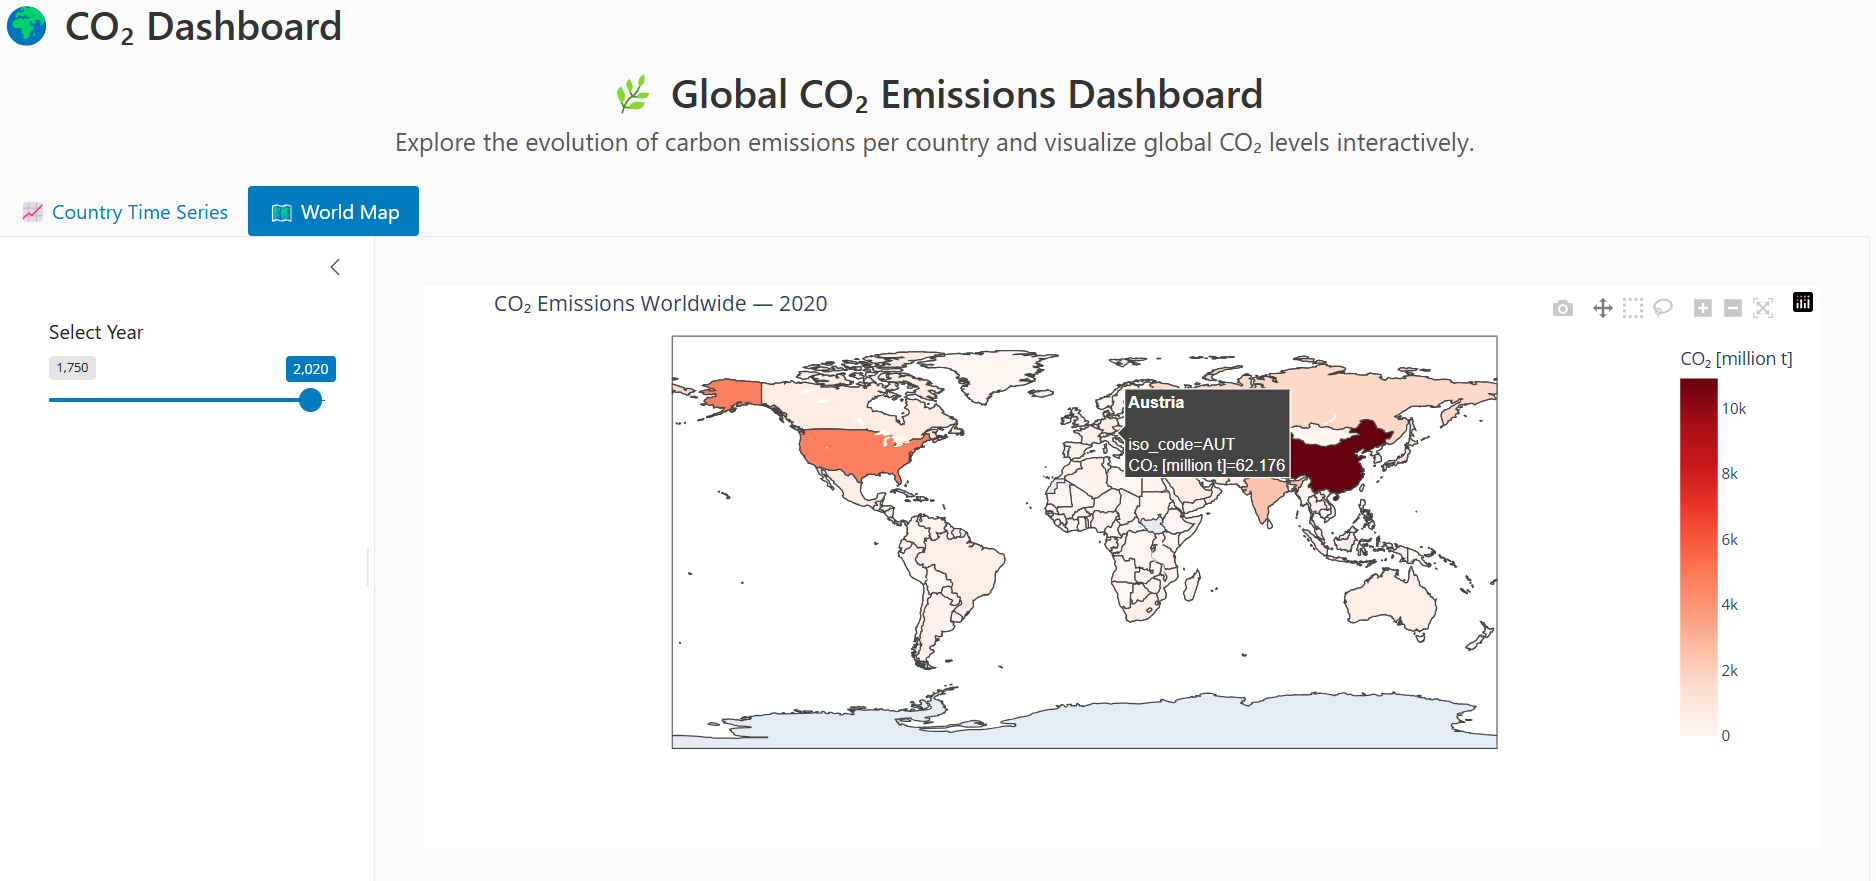 CO₂ Dashboard
Global CO₂ Emissions Dashboard
Explore the evolution of carbon emissions per country and visualize global CO₂ levels interactively.
Country Time Series
World Map
Select Year
1,750
2,020
CO₂ Emissions Worldwide — 2020
CO₂ [million t]
10k
8k
6k
4k
2k
0
Austria
iso_code=AUT
CO₂ [million t]=62.176